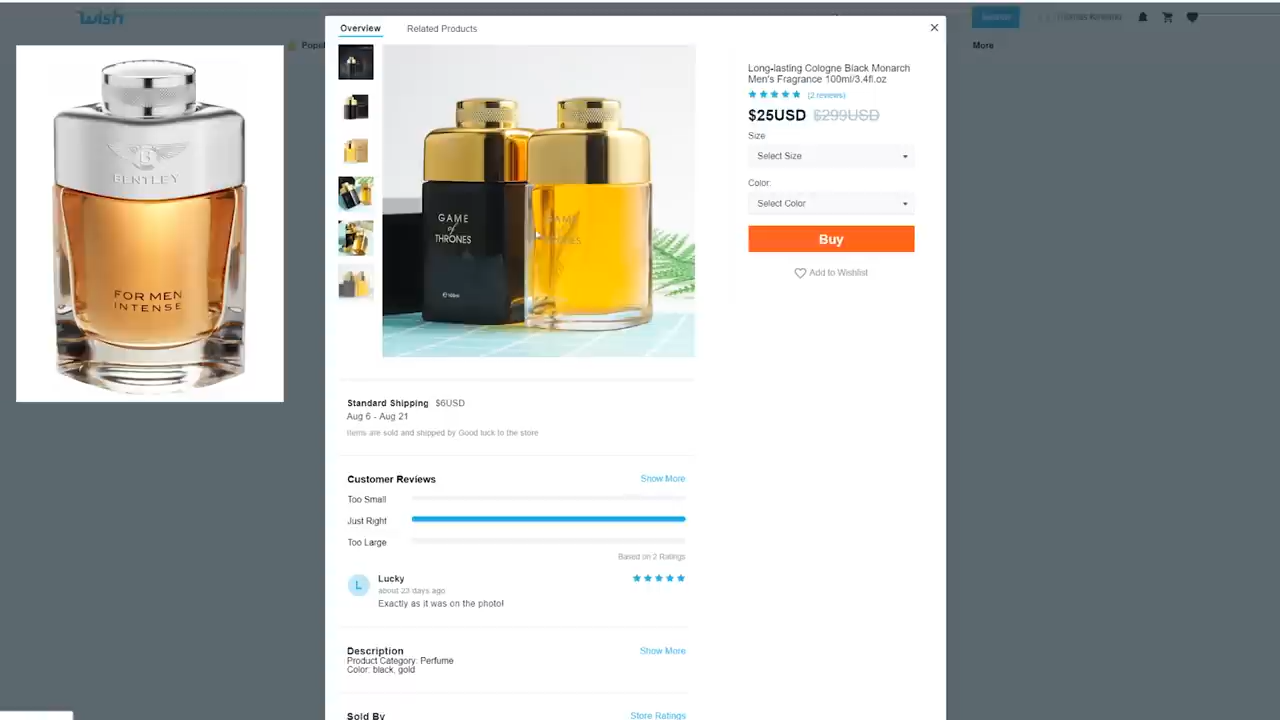 wish
Overview
Related Products
More
BENTLEY
FOR MEN
INTENSE
GAME
of
THRONES
Long-lasting Cologne Black Monarch
Men's Fragrance 100ml/3.4fl.oz
(2 reviews)
$25USD $299USD
Size
Select Size
Color:
Select Color
Buy
Add to Wishlist
Standard Shipping $6USD
Aug 6 - Aug 21
Items are sold and shipped by Good luck to the store
Customer Reviews
Show More
Too Small
Just Right
Too Large
Based on 2 Ratings
L
Lucky
about 23 days ago
Exactly as it was on the photo!
Description
Show More
Product Category: Perfume
Color: black, gold
Sold By
Store Ratings